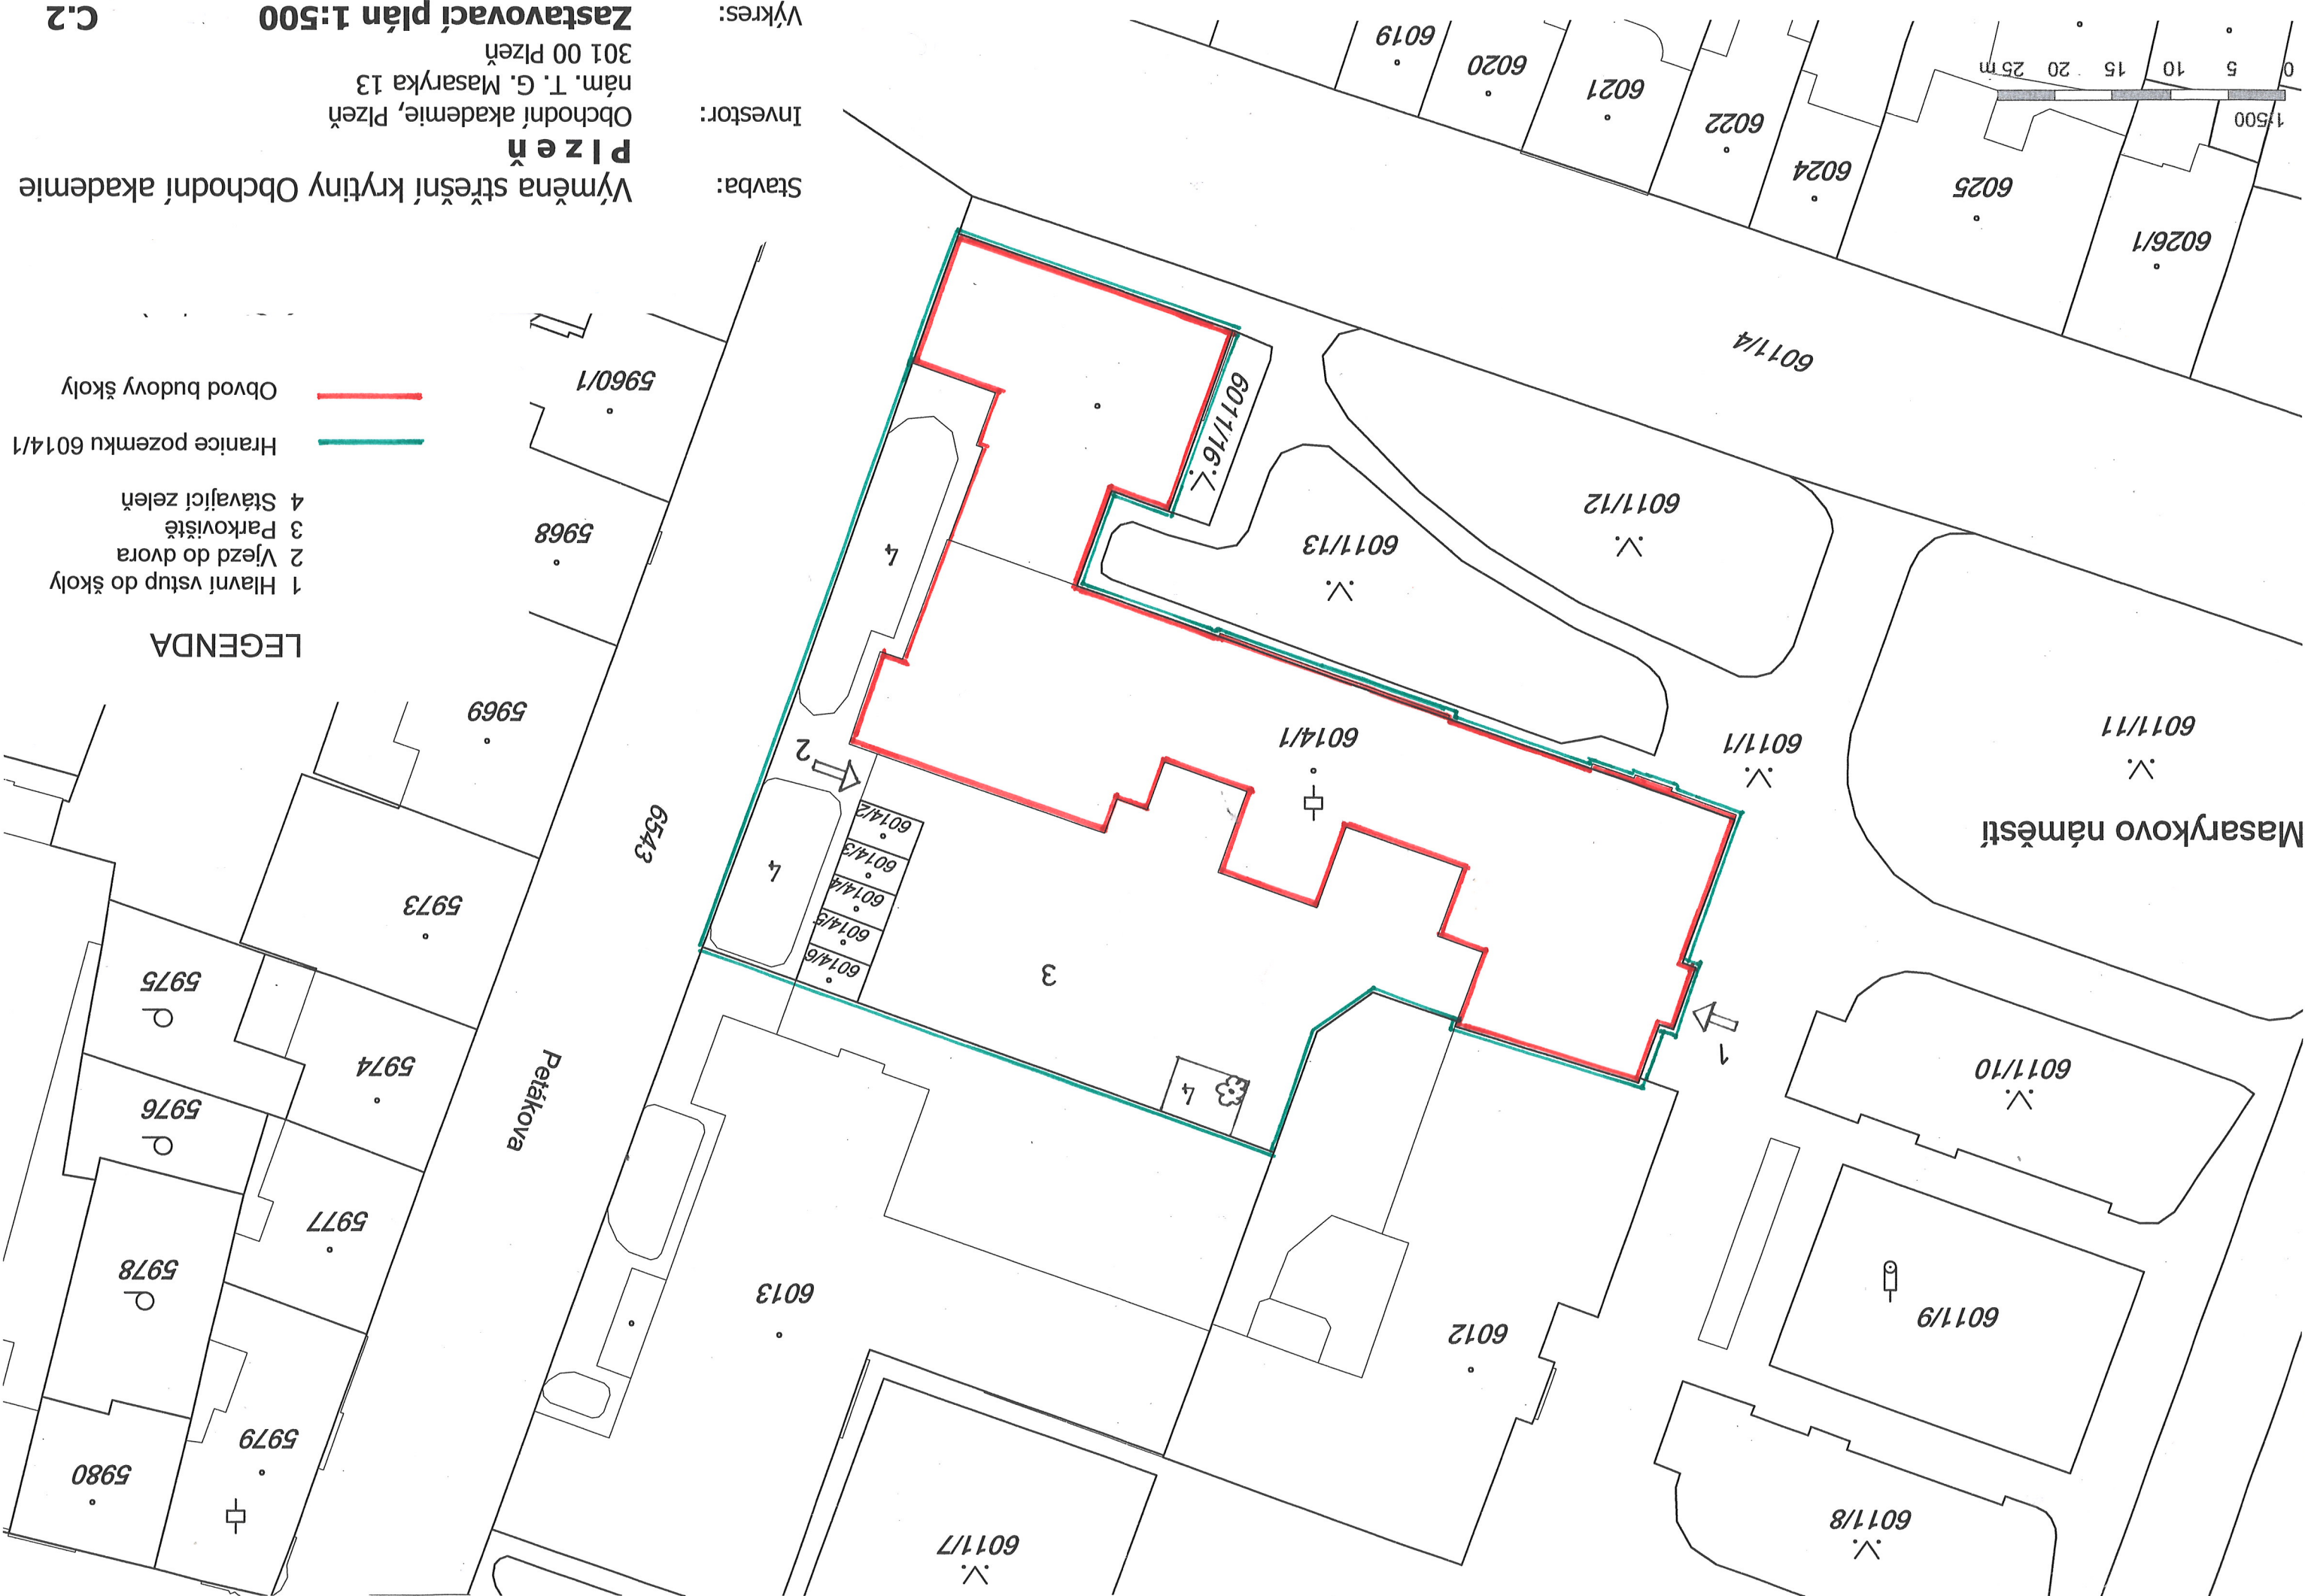 6011/7
6011/8
5980
5979
6012
6011/9
6013
5978
5977
5976
Petákova
4
6011/10
5974
1
5975
3
6014/6
6014/5
5973
6014/4
4
6014/3
6543
Masarykovo náměstí
6014/2
2
6011/1
6014/1
6011/11
5969
6011/13
4
5968
6011/12
6011/16
5960/1
6011/4
LEGENDA
1 Hlavní vstup do školy
2 Vjezd do dvora
3 Parkoviště
4 Stávající zeleň
Hranice pozemku 6014/1
Obvod budovy školy
6026/1
6025
6024
6022
6021
6020
6019
1:500
0 5 10 15 20 25 m
Stavba: Výměna střešní krytiny Obchodní akademie
Plzeň
Investor: Obchodní akademie, Plzeň
nám. T. G. Masaryka 13
301 00 Plzeň
Výkres: Zastavovací plán 1:500 C.2